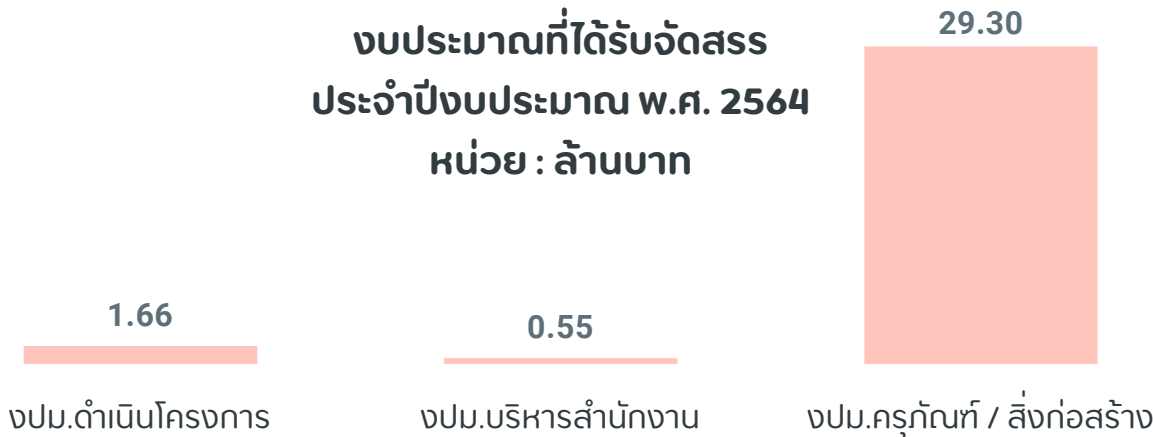 งบประมาณที่ได้รับจัดสรร
ประจำปีงบประมาณ พ.ศ. 2564
หน่วย : ล้านบาท
29.30
1.66
0.55
งปม.ดำเนินโครงการ
งปม.บริหารสำนักงาน
งปม.ครุภัณฑ์ / สิ่งก่อสร้าง